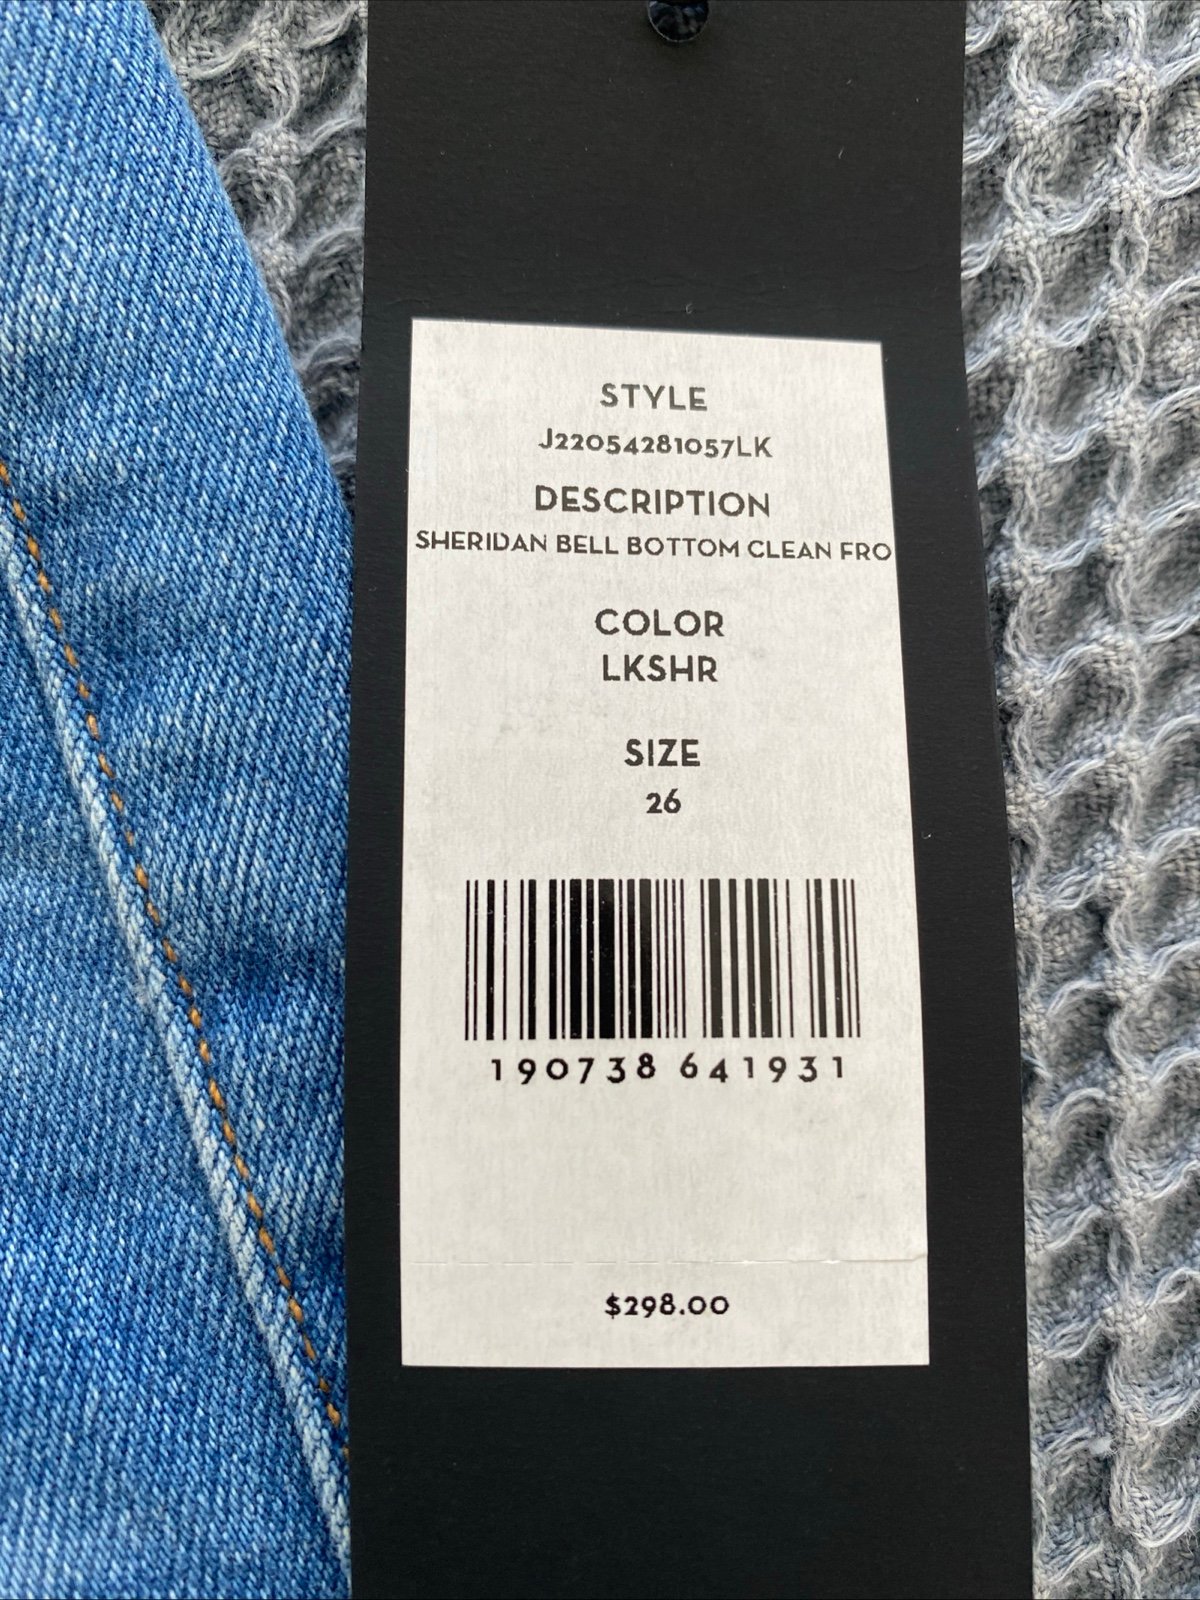 STYLE
J22054281057LK
DESCRIPTION
SHERIDAN BELL BOTTOM CLEAN FRO
COLOR
LKSHR
SIZE
26
190738 641931
$298.00